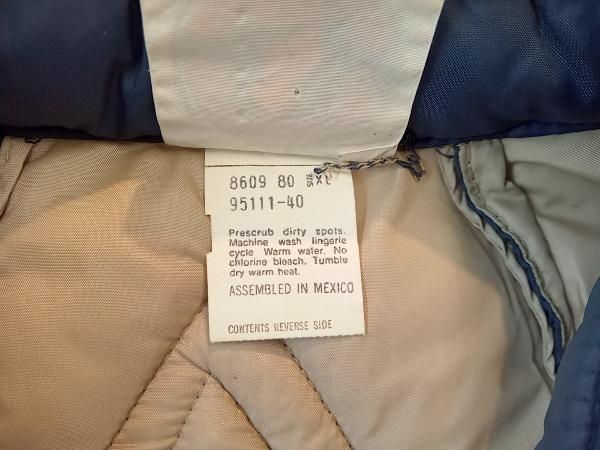 8609 80 SIZE XL
95111-40
Prescrub dirty spots.
Machine wash lingerie
cycle Warm water. No
chlorine bleach, Tumble
dry warm heat.
ASSEMBLED IN MEXICO
CONTENTS REVERSE SIDE